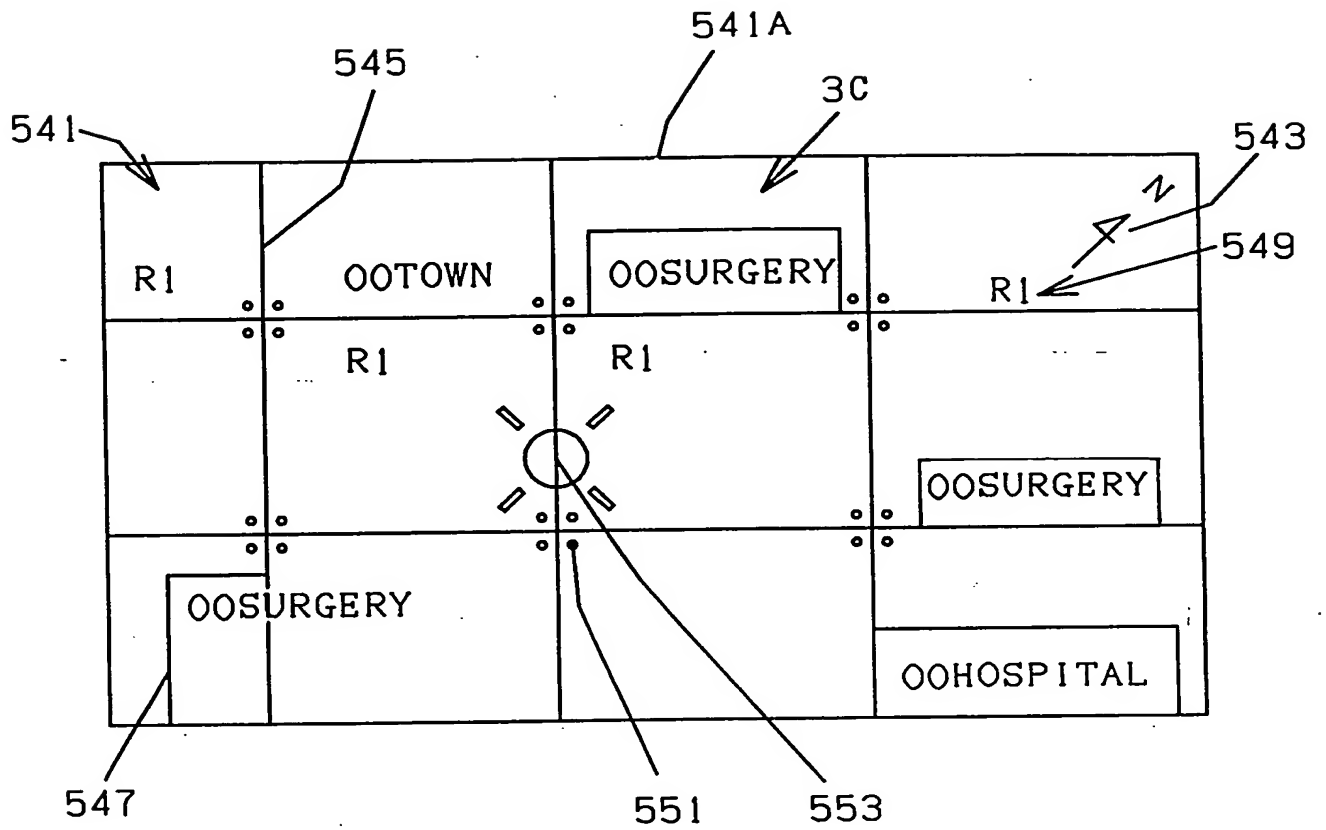 541A
545
3C
541
543
N
549
R1
OOTOWN
OOSURGERY
R1
R1
R1
OOSURGERY
OOSURGERY
OOHOSPITAL
547
551
553